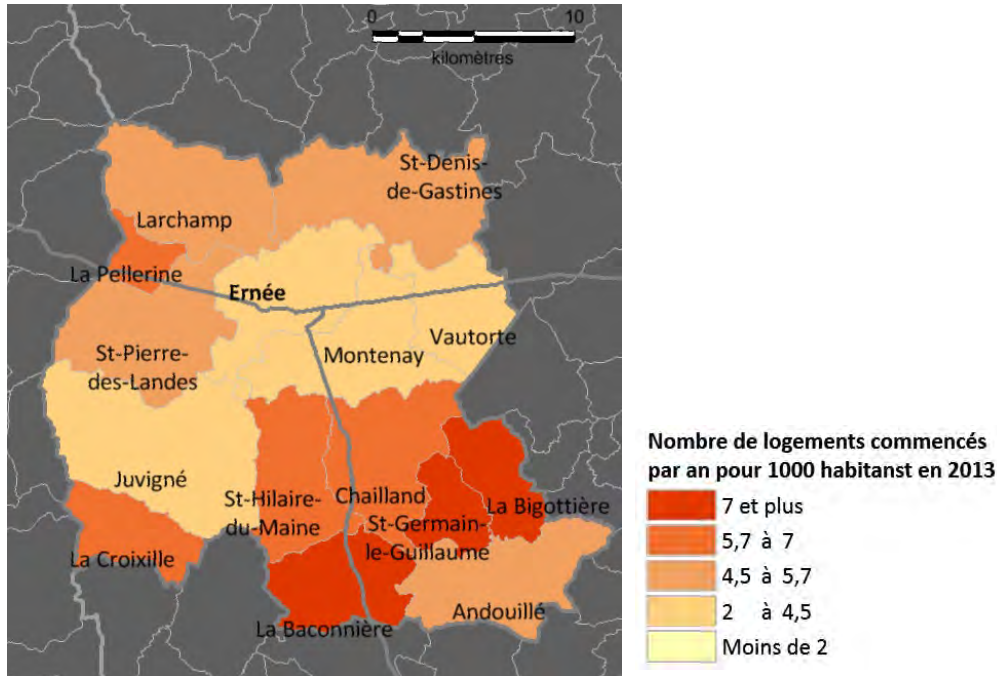 0 10
kilomètres
St-Denis-
de-Gastines
Larchamp
La Pellerine
Ernée
Vautorte
Montenay
St-Pierre-
des-Landes
Juvigné
St-Hilaire-
du-Maine
Chailland
La Bigottière
St-Germain-
le-Guillaume
La Croixille
Andouillé
La Baconnière
Nombre de logements commencés
par an pour 1000 habitanst en 2013
7 et plus
5,7 à 7
4,5 à 5,7
2 à 4,5
Moins de 2